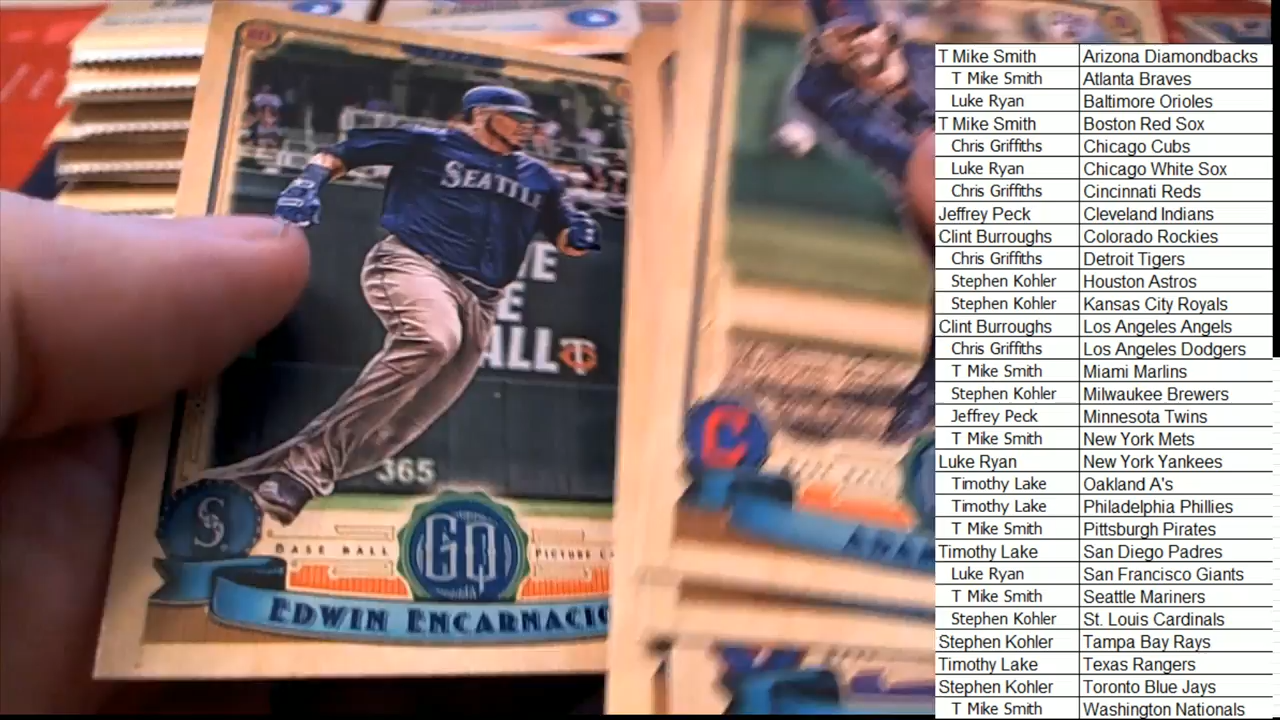 SEATTLE
VE
E
ALL
365
GQ
BASE BALL
EDWIN ENCARNACIO
C
S
T Mike Smith Arizona Diamondbacks
T Mike Smith Atlanta Braves
Luke Ryan Baltimore Orioles
T Mike Smith Boston Red Sox
Chris Griffiths Chicago Cubs
Luke Ryan Chicago White Sox
Chris Griffiths Cincinnati Reds
Jeffrey Peck Cleveland Indians
Clint Burroughs Colorado Rockies
Chris Griffiths Detroit Tigers
Stephen Kohler Houston Astros
Stephen Kohler Kansas City Royals
Clint Burroughs Los Angeles Angels
Chris Griffiths Los Angeles Dodgers
T Mike Smith Miami Marlins
Stephen Kohler Milwaukee Brewers
Jeffrey Peck Minnesota Twins
T Mike Smith New York Mets
Luke Ryan New York Yankees
Timothy Lake Oakland A's
Timothy Lake Philadelphia Phillies
T Mike Smith Pittsburgh Pirates
Timothy Lake San Diego Padres
Luke Ryan San Francisco Giants
T Mike Smith Seattle Mariners
Stephen Kohler St. Louis Cardinals
Stephen Kohler Tampa Bay Rays
Timothy Lake Texas Rangers
Stephen Kohler Toronto Blue Jays
T Mike Smith Washington Nationals